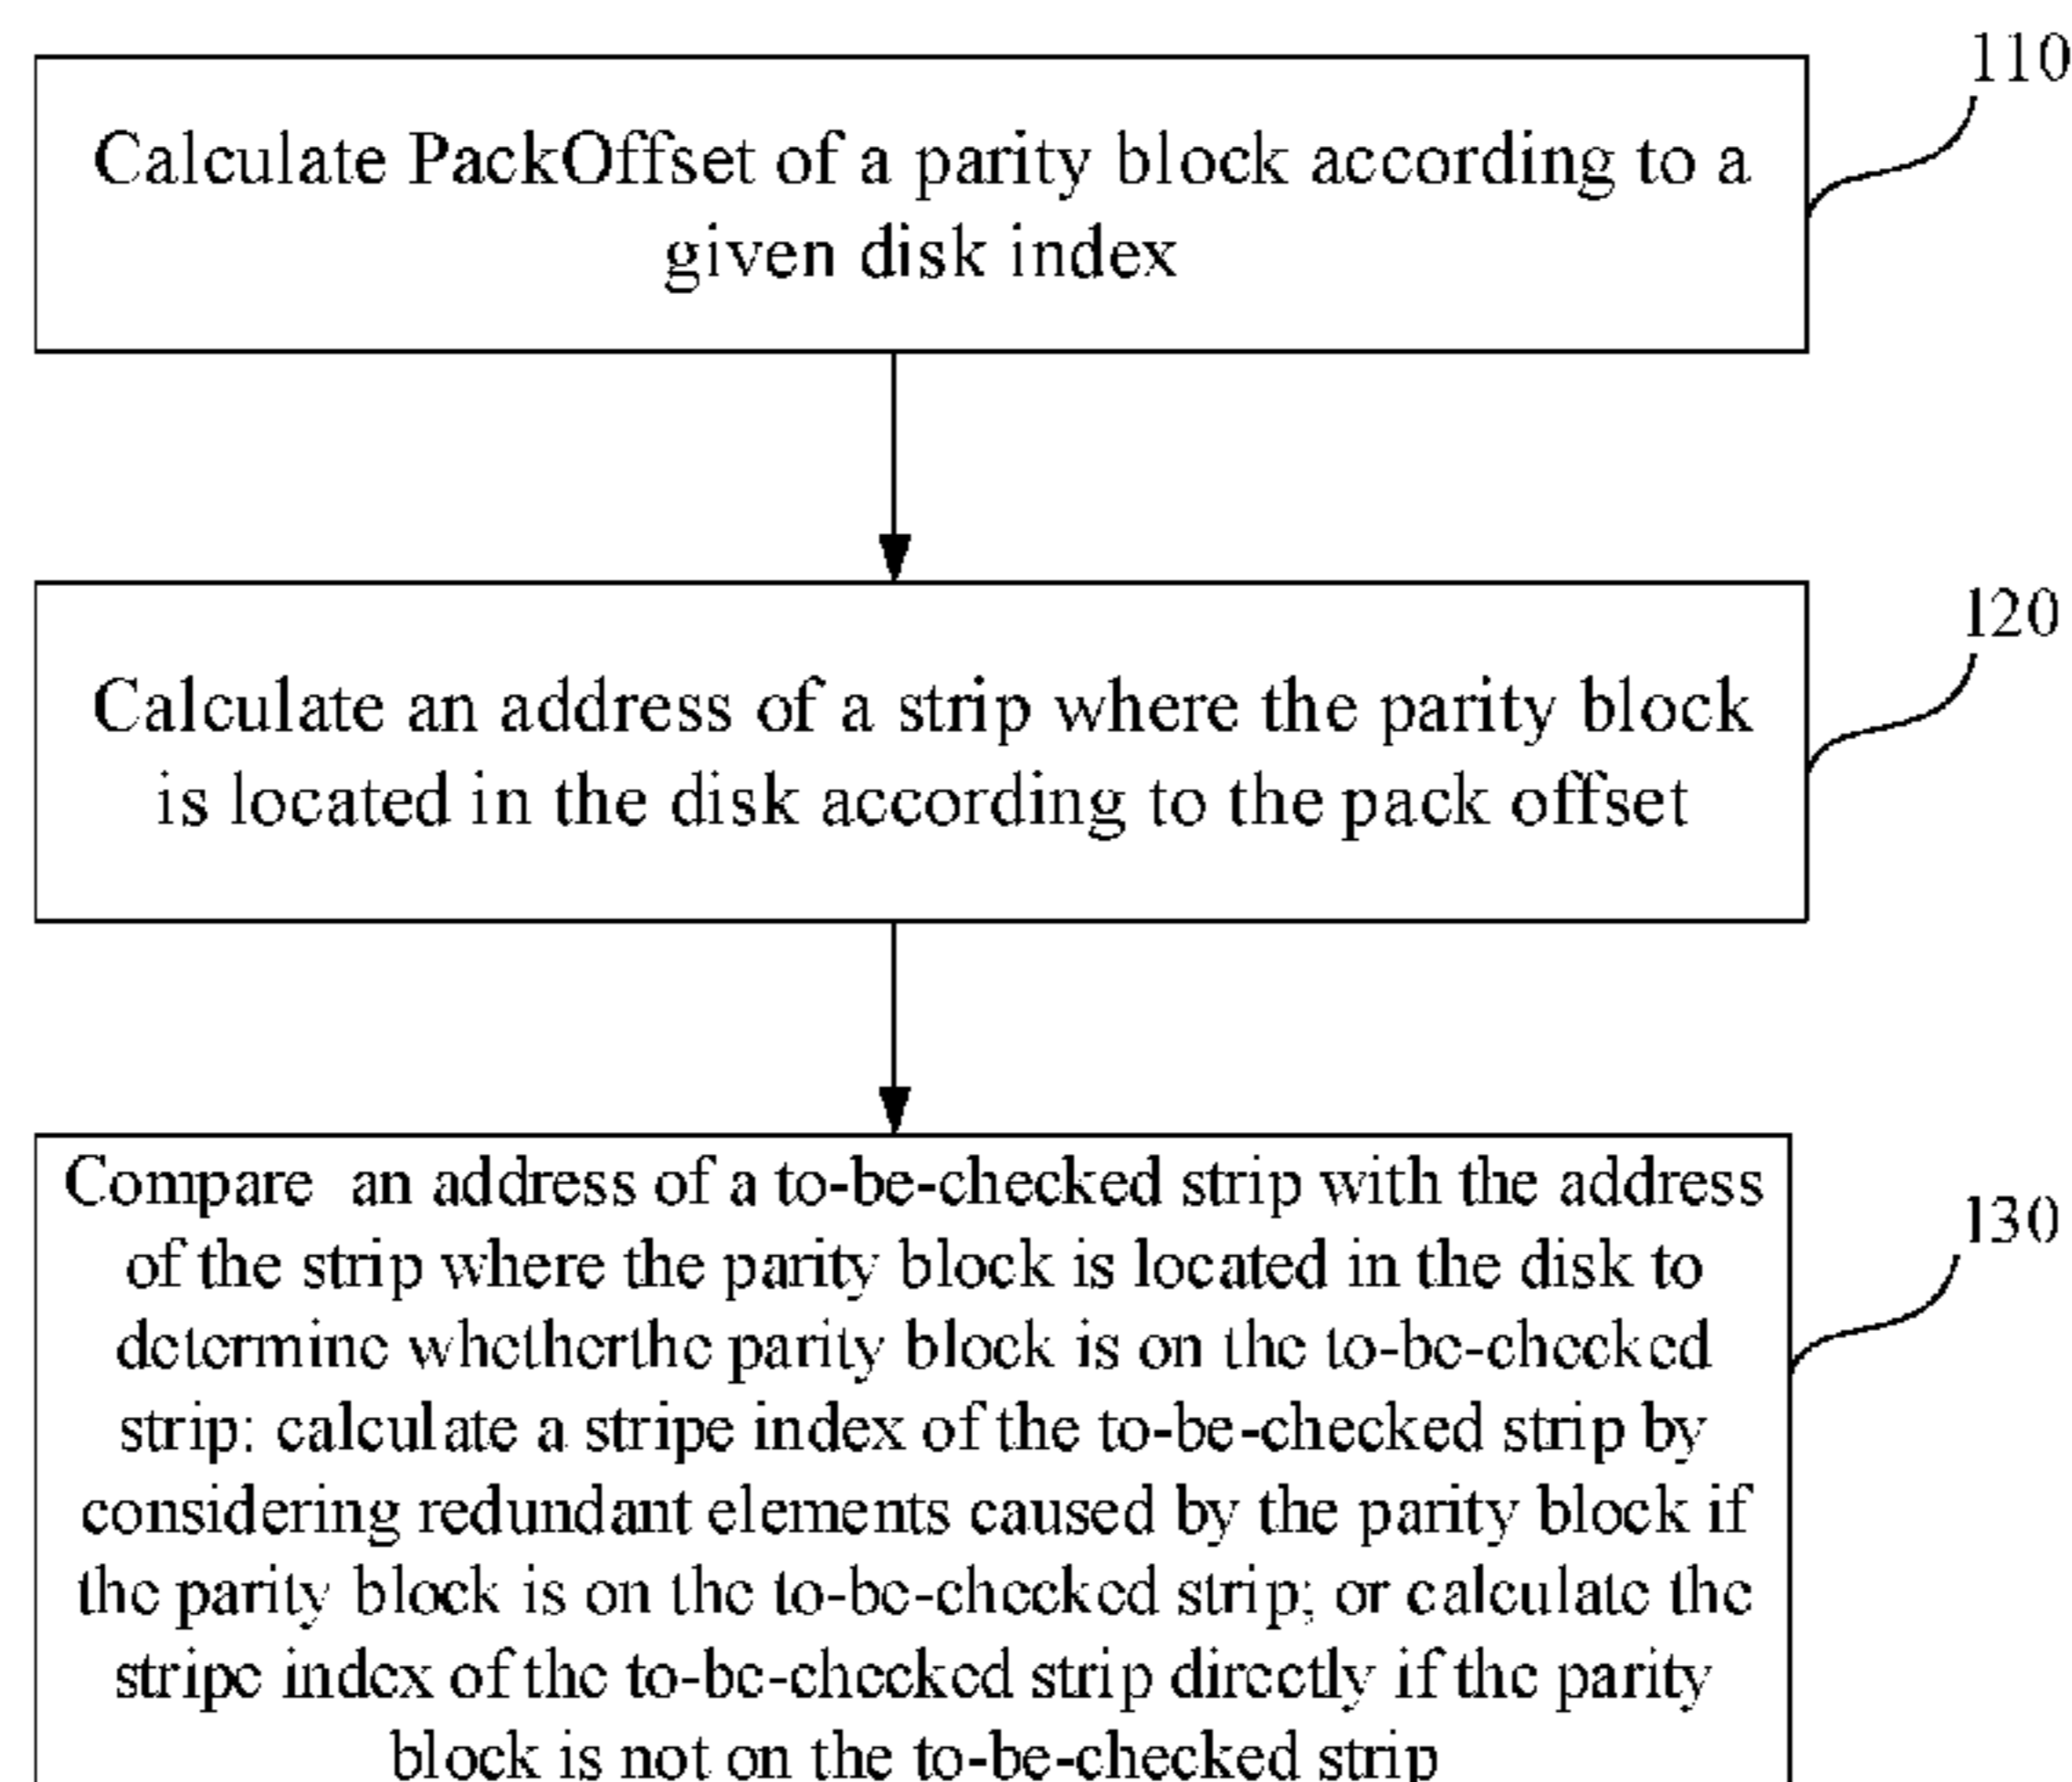 110
Calculate PackOffset of a parity block according to a
given disk index
120
Calculate an address of a strip where the parity block
is located in the disk according to the pack offset
130
Compare an address of a to-be-checked strip with the address
of the strip where the parity block is located in the disk to
determine whetherthe parity block is on the to-be-checked
strip: calculate a stripe index of the to-be-checked strip by
considering redundant elements caused by the parity block if
the parity block is on the to-be-checked strip; or calculate the
stripe index of the to-be-checked strip directly if the parity
block is not on the to-be-checked strip